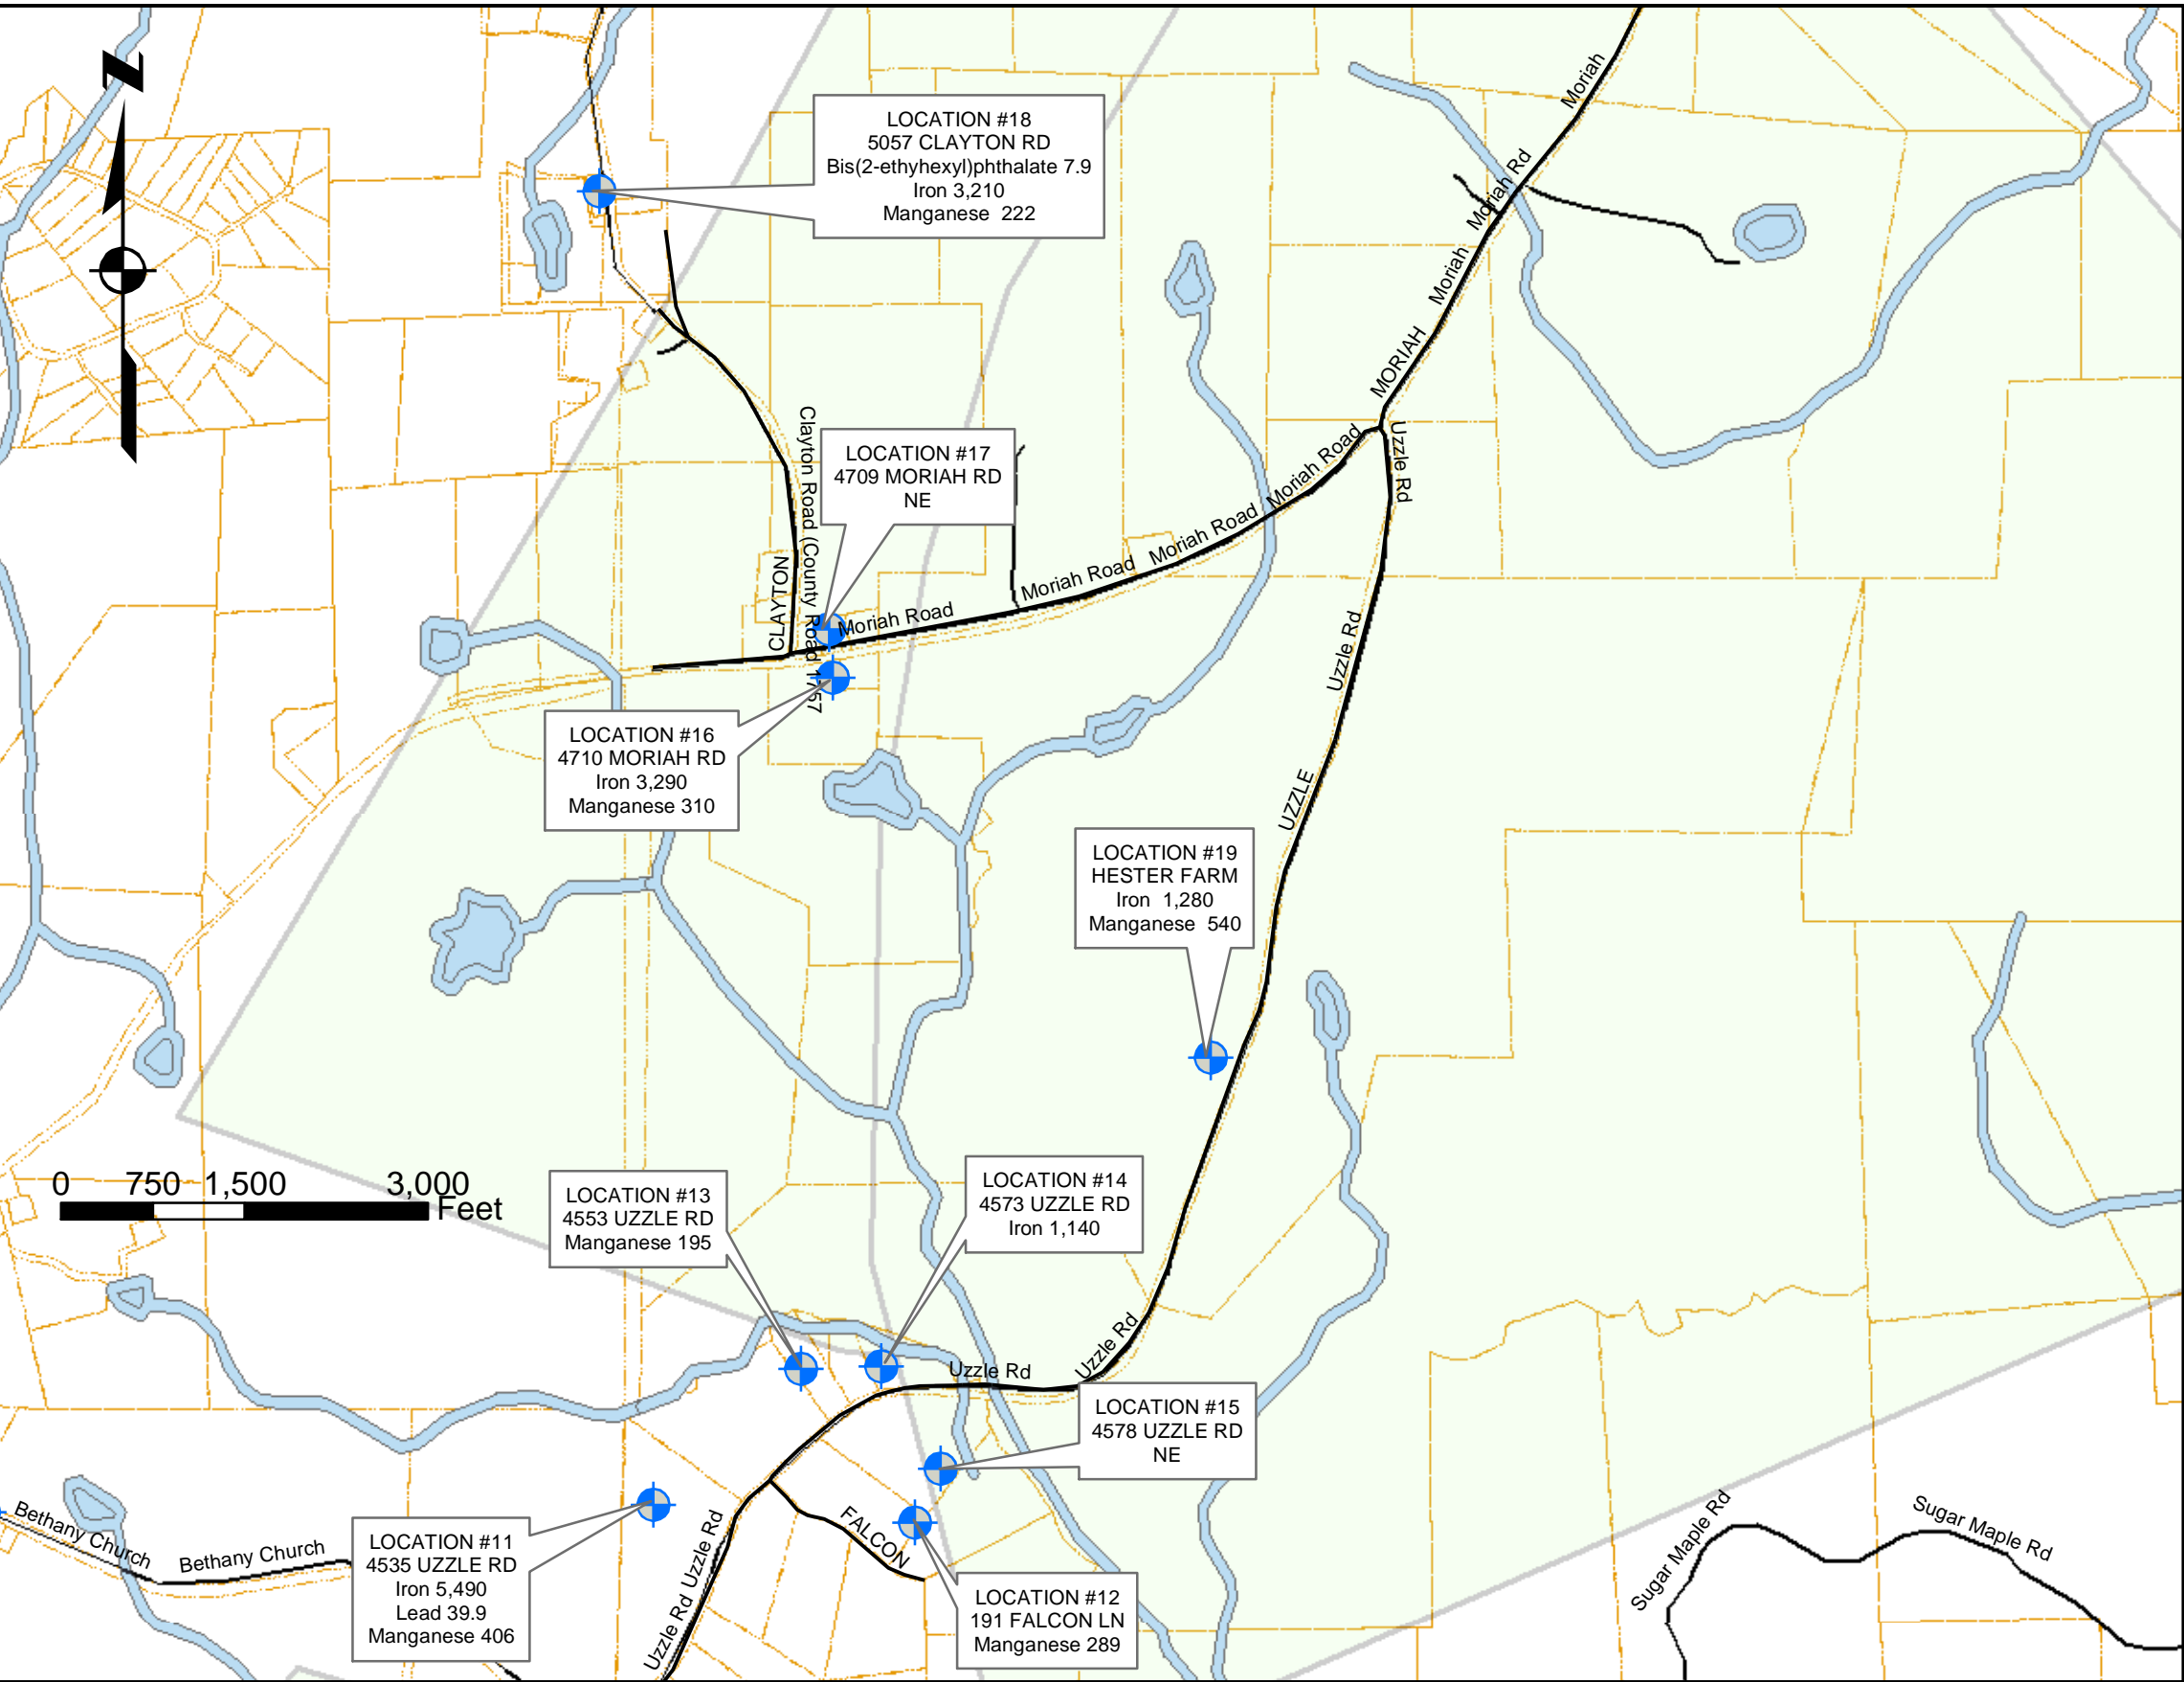 N
Moriah
LOCATION #18
5057 CLAYTON RD
Bis(2-ethyhexyl)phthalate 7.9
Iron 3,210
Manganese 222
Moriah Rd
Moriah Rd
Moriah
MORIAH
Uzzle Rd
Clayton Road (County Road 1757
CLAYTON
LOCATION #17
4709 MORIAH RD
NE
Moriah Road
Moriah Road
Moriah Road
Moriah Road
Uzzle Rd
UZZLE
LOCATION #16
4710 MORIAH RD
Iron 3,290
Manganese 310
LOCATION #19
HESTER FARM
Iron 1,280
Manganese 540
0 750 1,500 3,000
Feet
LOCATION #13
4553 UZZLE RD
Manganese 195
LOCATION #14
4573 UZZLE RD
Iron 1,140
Uzzle Rd
Uzzle Rd
LOCATION #15
4578 UZZLE RD
NE
Bethany Church
Bethany Church
LOCATION #11
4535 UZZLE RD
Iron 5,490
Lead 39.9
Manganese 406
Uzzle Rd
Uzzle Rd
FALCON
LOCATION #12
191 FALCON LN
Manganese 289
Sugar Maple Rd
Sugar Maple Rd